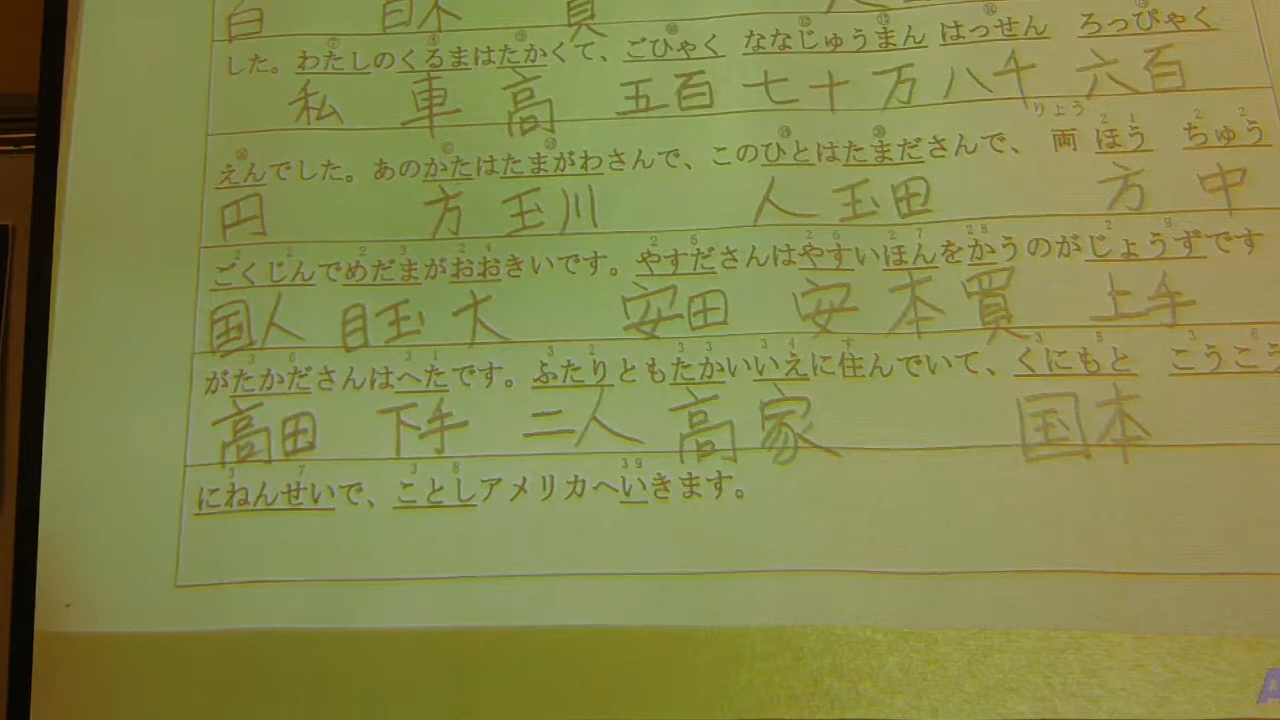 白 白木 買
した。わたしのくるまはたかくて、ごひゃく ななじゅうまん はっせん ろっぴゃく
私 車 高 五百 七十万 八千 六百
りょう
えんでした。あのかたはたまがわさんで、このひとはたまださんで、両 ほう ちゅう
円 方 玉川 人 玉田 方 中
ごくじんでめだまがおおきいです。やすださんはやすいほんをかうのがじょうずです
国人 目玉 大 安田 安 本 買 上手
す
がたかださんはへたです。ふたりともたかいいえに住んでいて、くにもと こうこう
高田 下手 二人 高 家 国本
にねんせいで、ことしアメリカへいきます。